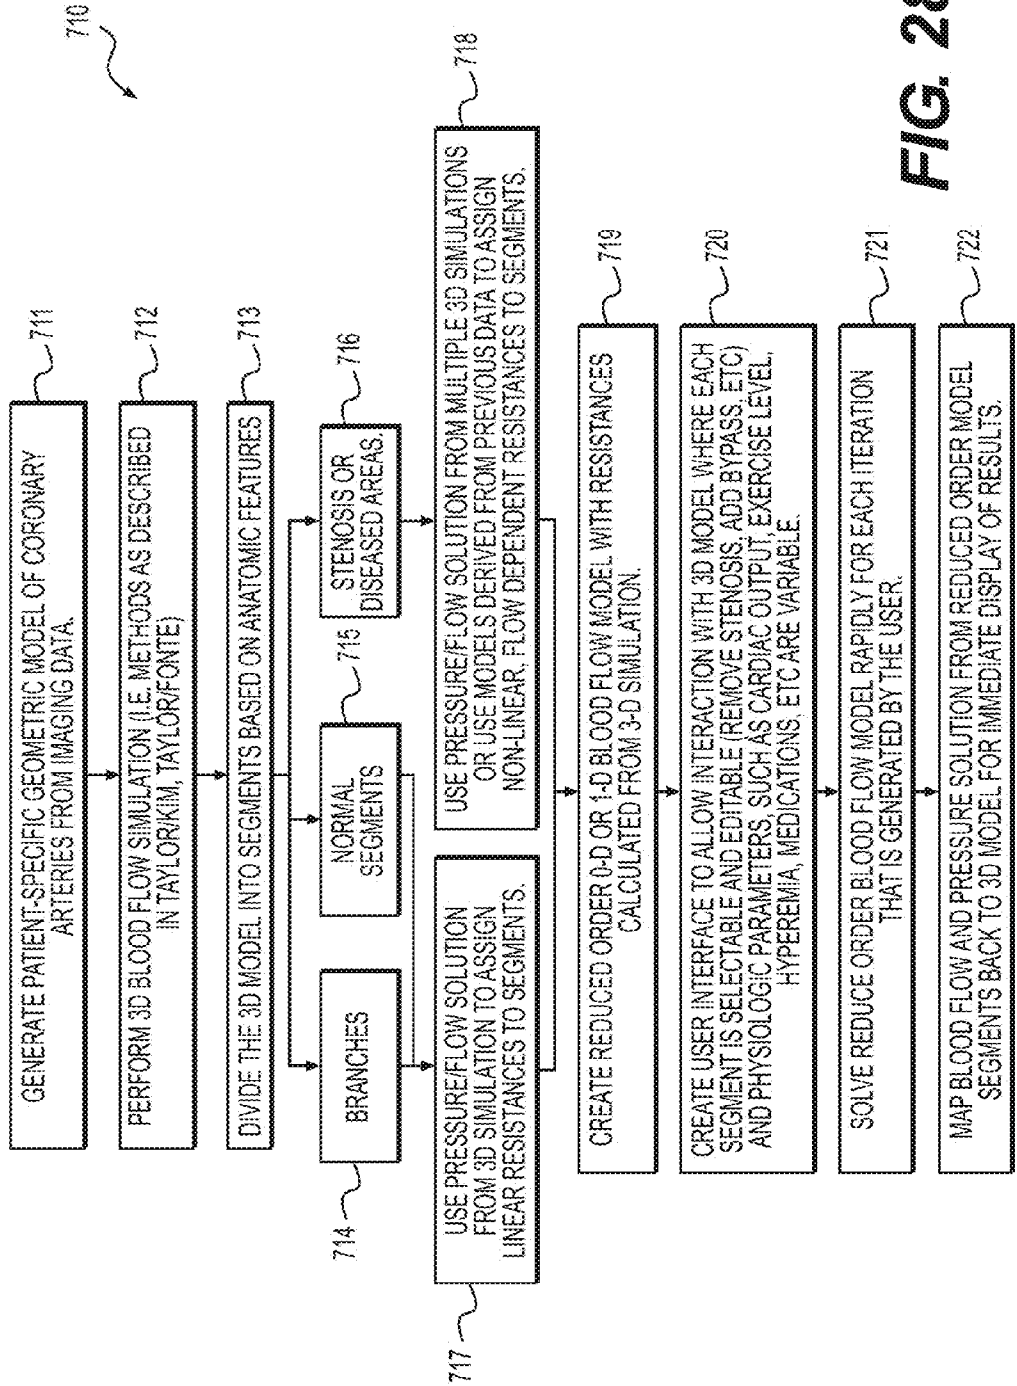 710
GENERATE PATIENT-SPECIFIC GEOMETRIC MODEL OF CORONARY
ARTERIES FROM IMAGING DATA.
711
PERFORM 3D BLOOD FLOW SIMULATION (I.E. METHODS AS DESCRIBED
IN TAYLOR/KIM, TAYLOR/FONTE)
712
DIVIDE THE 3D MODEL INTO SEGMENTS BASED ON ANATOMIC FEATURES
713
BRANCHES
714
NORMAL
SEGMENTS
715
STENOSIS OR
DISEASED AREAS.
716
USE PRESSURE/FLOW SOLUTION
FROM 3D SIMULATION TO ASSIGN
LINEAR RESISTANCES TO SEGMENTS.
717
USE PRESSURE/FLOW SOLUTION FROM MULTIPLE 3D SIMULATIONS
OR USE MODELS DERIVED FROM PREVIOUS DATA TO ASSIGN
NON-LINEAR, FLOW DEPENDENT RESISTANCES TO SEGMENTS.
718
CREATE REDUCED ORDER 0-D OR 1-D BLOOD FLOW MODEL WITH RESISTANCES
CALCULATED FROM 3-D SIMULATION.
719
CREATE USER INTERFACE TO ALLOW INTERACTION WITH 3D MODEL WHERE EACH
SEGMENT IS SELECTABLE AND EDITABLE (REMOVE STENOSIS, ADD BYPASS, ETC)
AND PHYSIOLOGIC PARAMETERS, SUCH AS CARDIAC OUTPUT, EXERCISE LEVEL,
HYPEREMIA, MEDICATIONS, ETC ARE VARIABLE.
720
SOLVE REDUCE ORDER BLOOD FLOW MODEL RAPIDLY FOR EACH ITERATION
THAT IS GENERATED BY THE USER.
721
MAP BLOOD FLOW AND PRESSURE SOLUTION FROM REDUCED ORDER MODEL
SEGMENTS BACK TO 3D MODEL FOR IMMEDIATE DISPLAY OF RESULTS.
722
FIG. 28